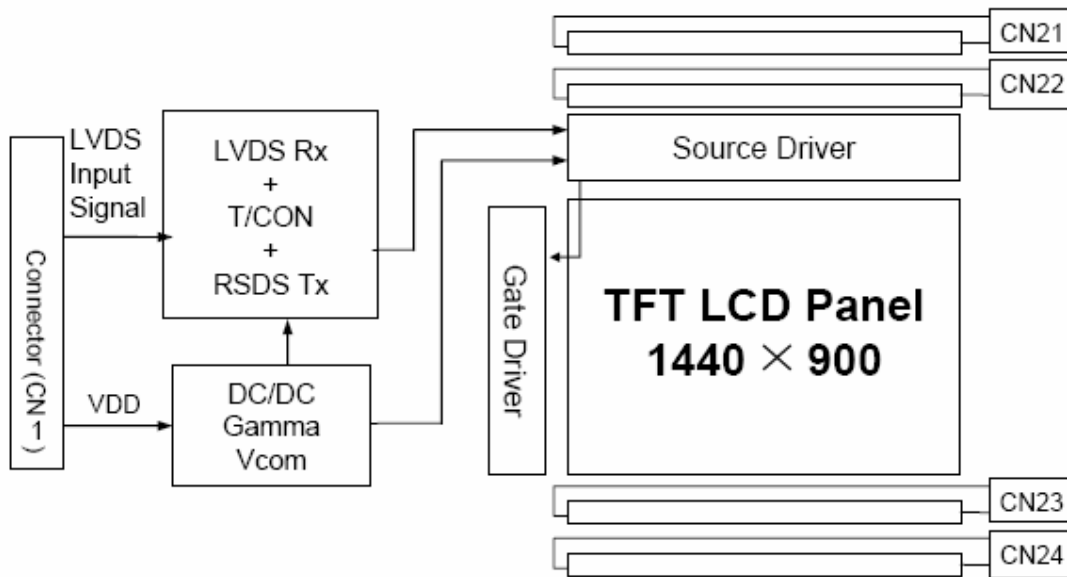 CN21
CN22
LVDS
Input
Signal
LVDS Rx
+
T/CON
+
RSDS Tx
Source Driver
Connector (CN1)
Gate Driver
TFT LCD Panel
1440 × 900
VDD
DC/DC
Gamma
Vcom
CN23
CN24